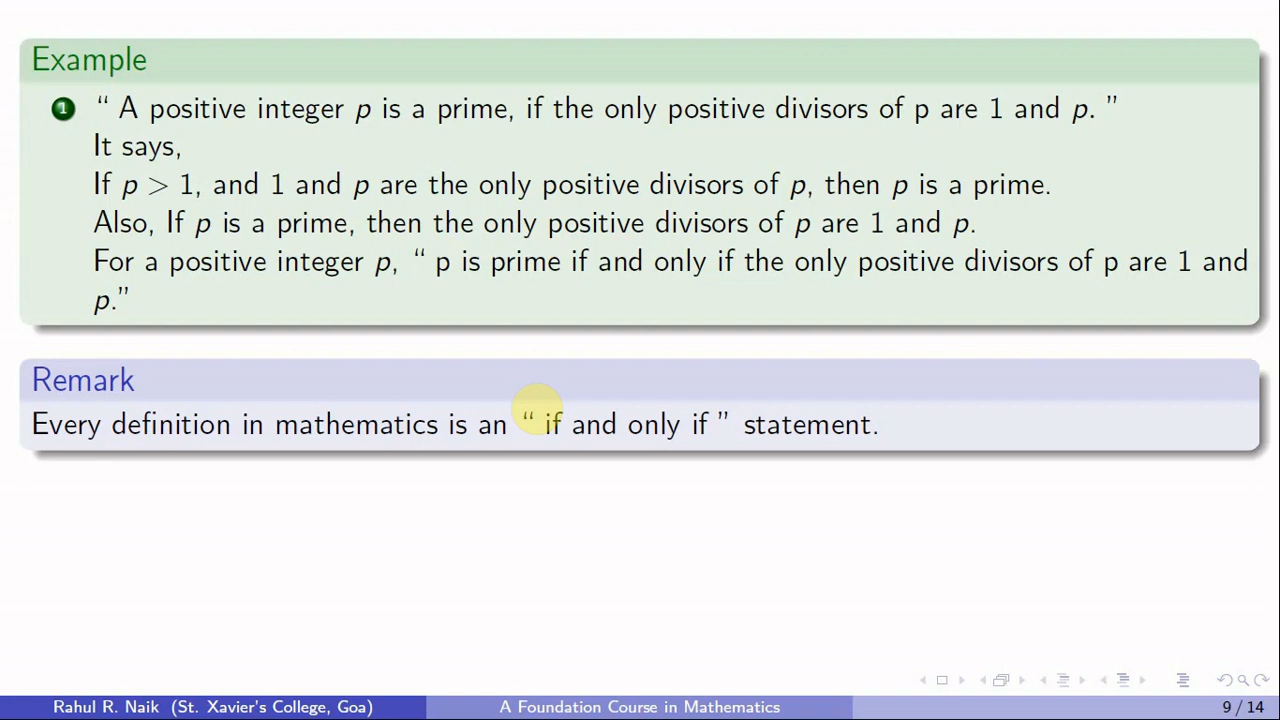 Example
1 “ A positive integer p is a prime, if the only positive divisors of p are 1 and p. ”
It says,
If p > 1, and 1 and p are the only positive divisors of p, then p is a prime.
Also, If p is a prime, then the only positive divisors of p are 1 and p.
For a positive integer p, “ p is prime if and only if the only positive divisors of p are 1 and
p.”
Remark
Every definition in mathematics is an “ if and only if ” statement.
Rahul R. Naik (St. Xavier's College, Goa) A Foundation Course in Mathematics 9 / 14